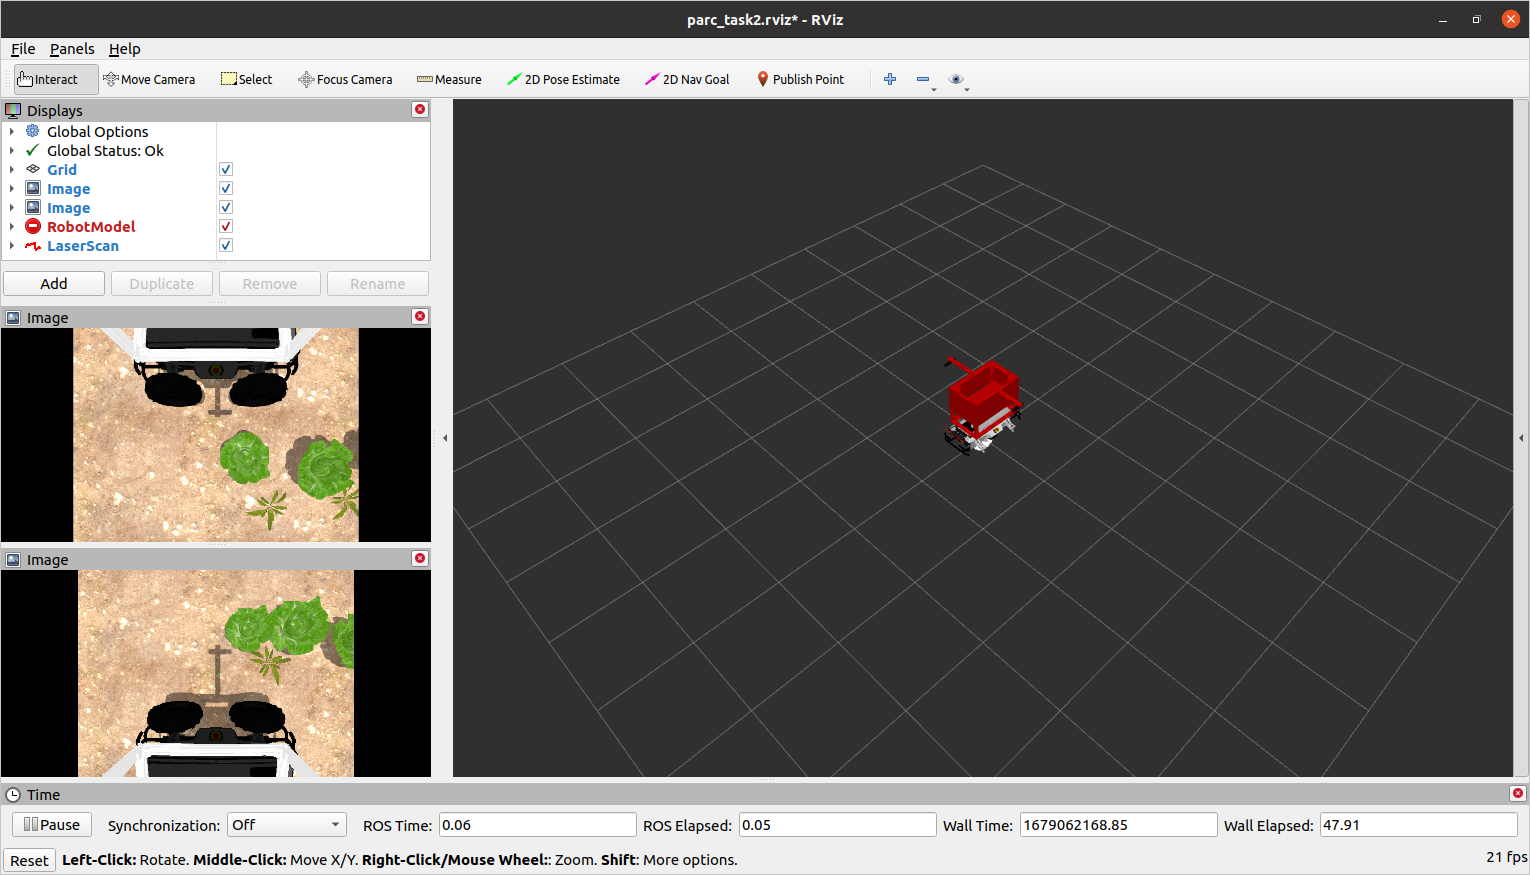 parc_task2.rviz* - RViz
File Panels Help
Interact Move Camera Select Focus Camera Measure 2D Pose Estimate 2D Nav Goal Publish Point
Displays
Global Options
Global Status: Ok
Grid
Image
Image
RobotModel
LaserScan
Add Duplicate Remove Rename
Image
Image
Time
Pause Synchronization: Off ROS Time: 0.06 ROS Elapsed: 0.05 Wall Time: 1679062168.85 Wall Elapsed: 47.91
Reset Left-Click: Rotate. Middle-Click: Move X/Y. Right-Click/Mouse Wheel:: Zoom. Shift: More options. 21 fps